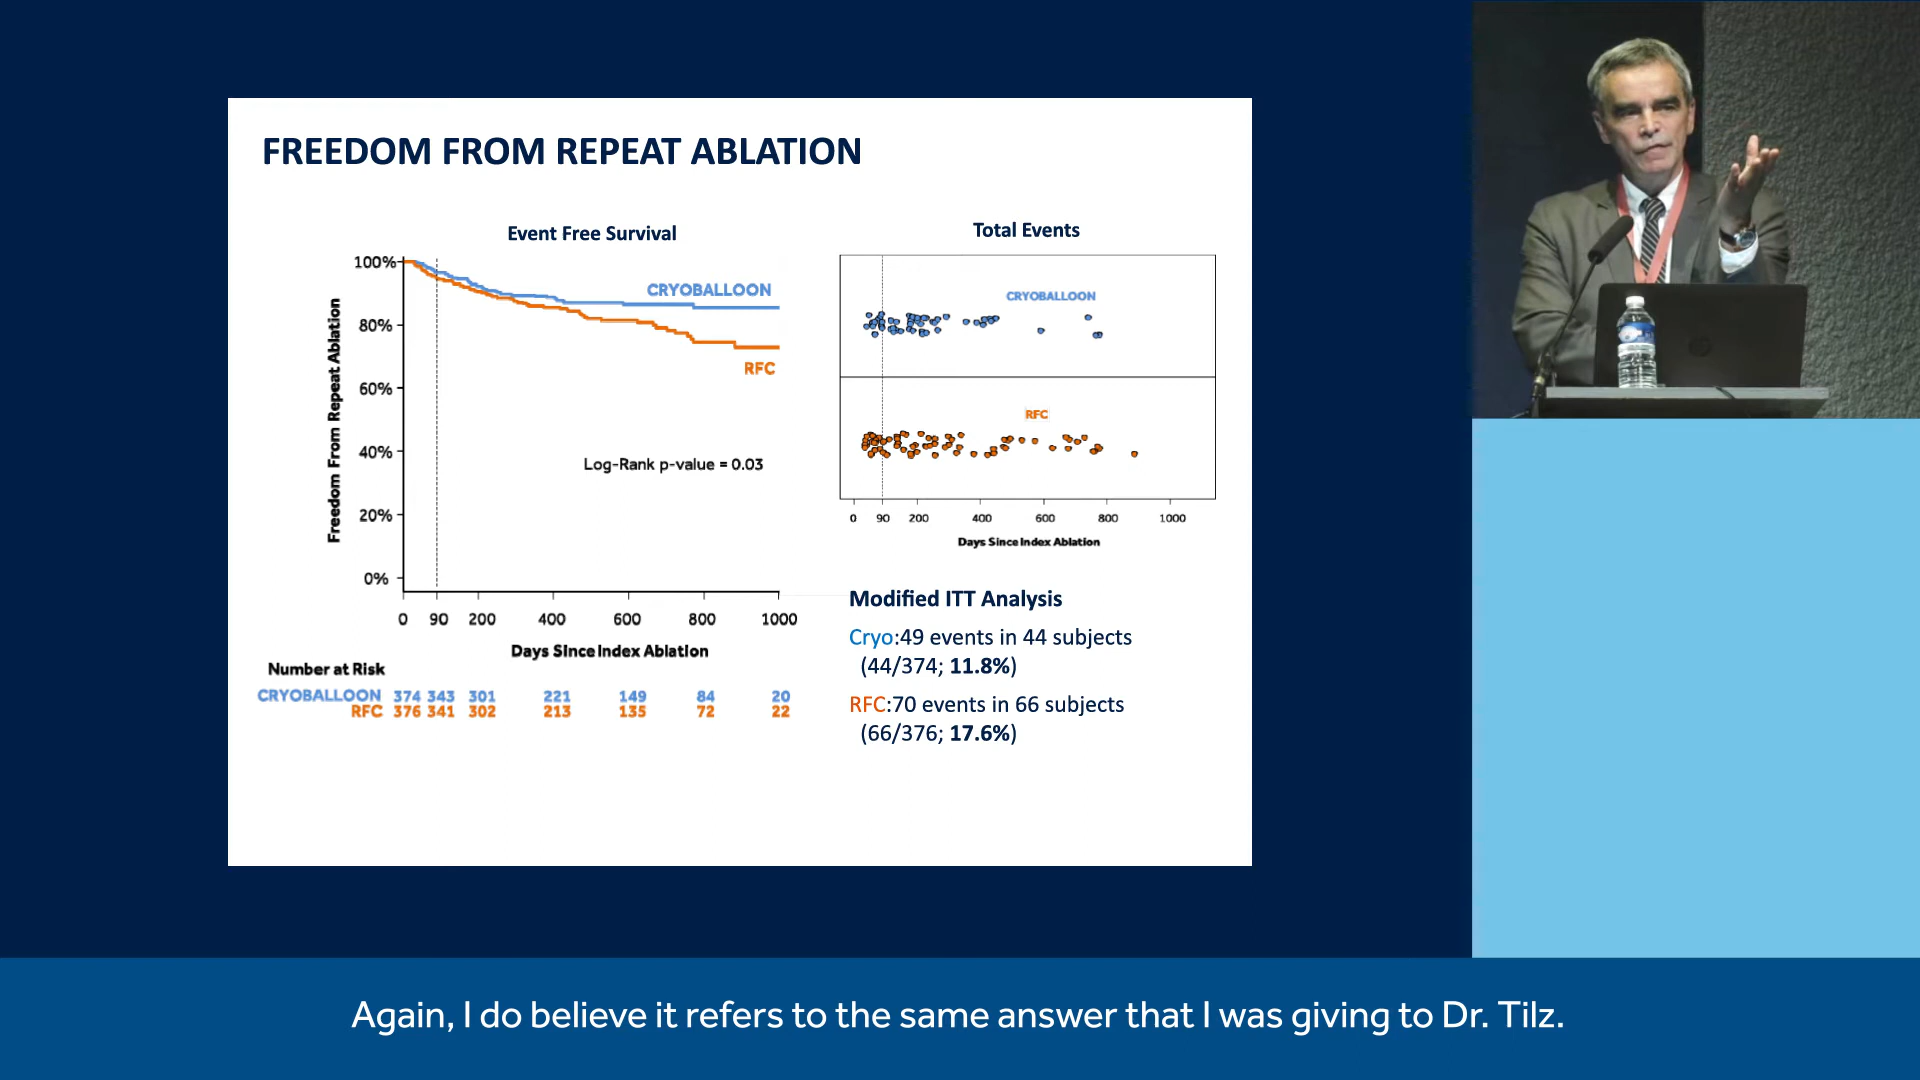 FREEDOM FROM REPEAT ABLATION
Event Free Survival
Freedom From Repeat Ablation
100%
80%
60%
40%
20%
0%
CRYOBALLOON
RFC
Log-Rank p-value = 0.03
0 90 200 400 600 800 1000
Days Since Index Ablation
Number at Risk
CRYOBALLOON 374 343 301 221 149 84 20
RFC 376 341 302 213 135 72 22
Total Events
CRYOBALLOON
RFC
0 90 200 400 600 800 1000
Days Since Index Ablation
Modified ITT Analysis
Cryo:49 events in 44 subjects
(44/374; 11.8%)
RFC:70 events in 66 subjects
(66/376; 17.6%)
Again, I do believe it refers to the same answer that I was giving to Dr. Tilz.